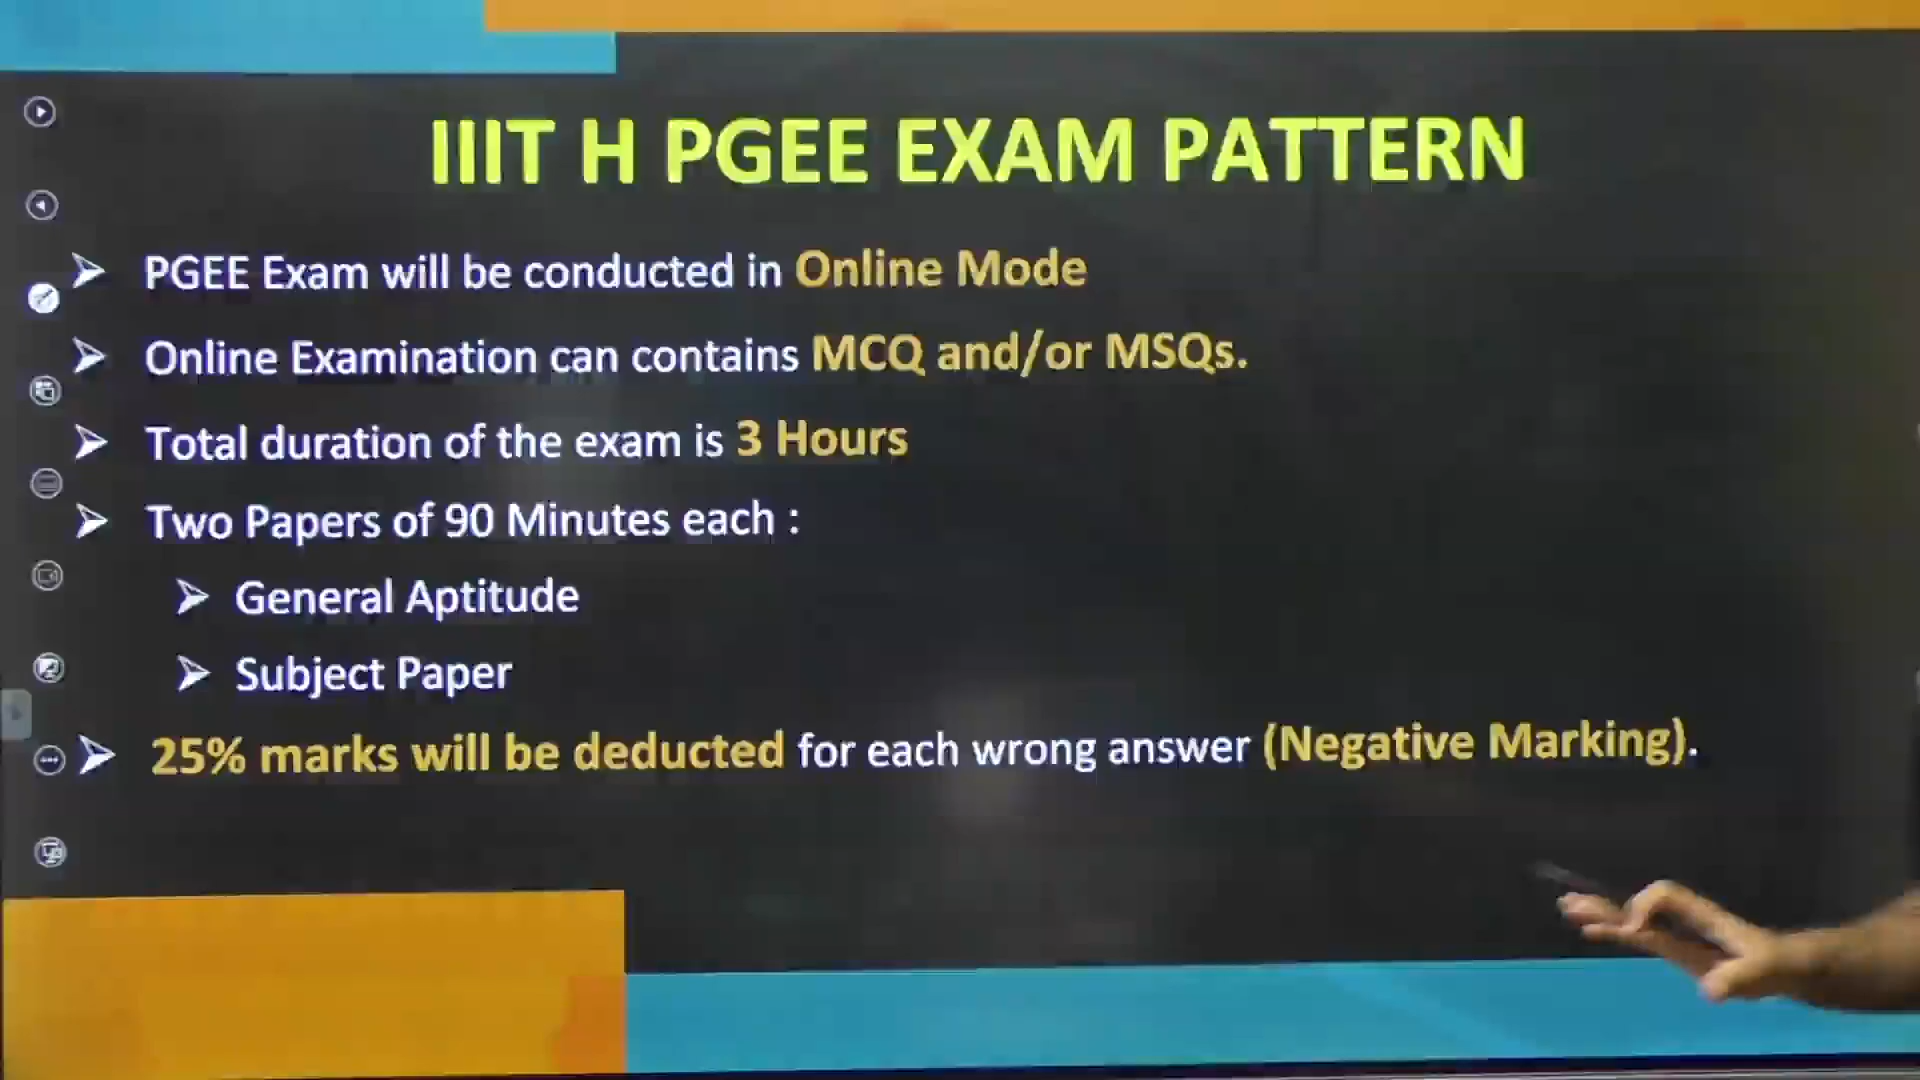 IIIT H PGEE EXAM PATTERN
PGEE Exam will be conducted in Online Mode
Online Examination can contains MCQ and/or MSQs.
Total duration of the exam is 3 Hours
Two Papers of 90 Minutes each :
General Aptitude
Subject Paper
25% marks will be deducted for each wrong answer (Negative Marking).